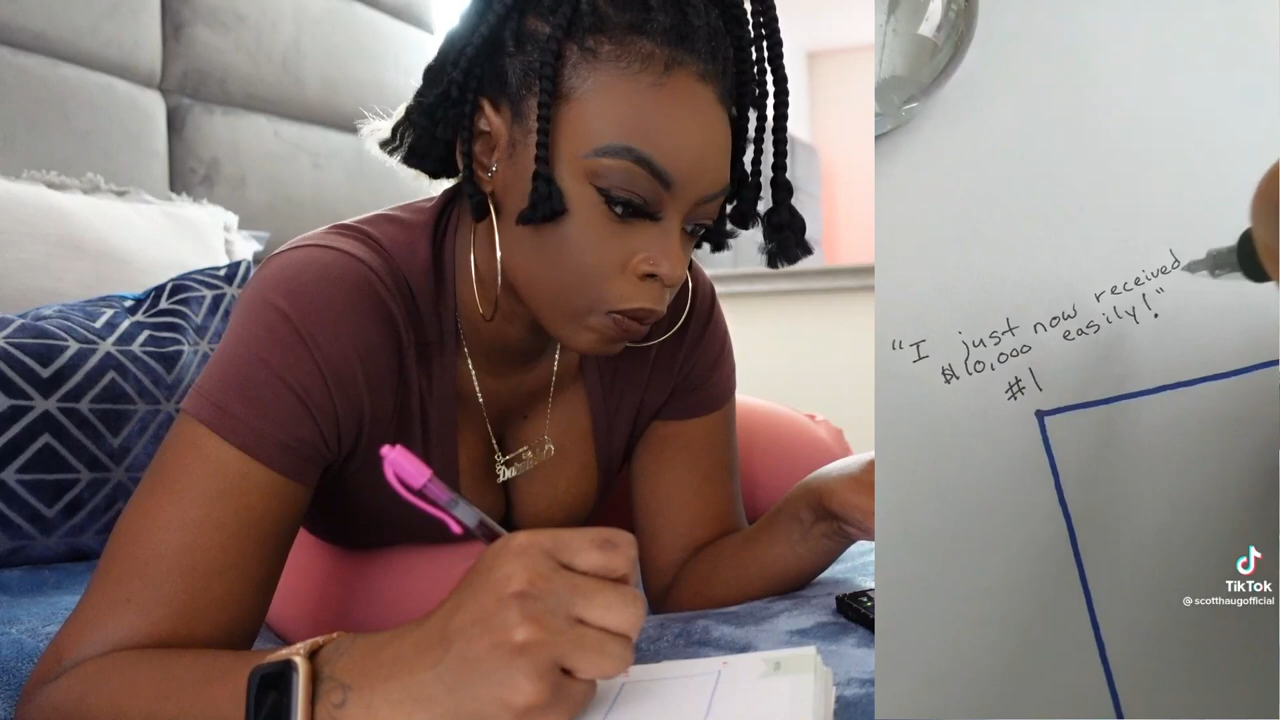 "I just now received
$10,000 easily!"
#1
TikTok
@scotthaugofficial